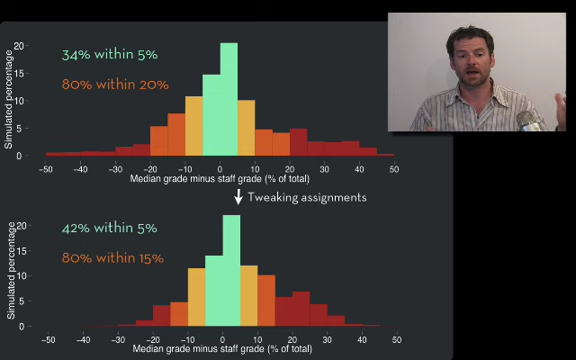 34% within 5%
80% within 20%
Simulated percentage
20
15
10
5
0
−50 −40 −30 −20 −10 0 10 20 30 40 50
Median grade minus staff grade (% of total)
Tweaking assignments
42% within 5%
80% within 15%
Simulated percentage
20
15
10
5
0
−50 −40 −30 −20 −10 0 10 20 30 40 50
Median grade minus staff grade (% of total)